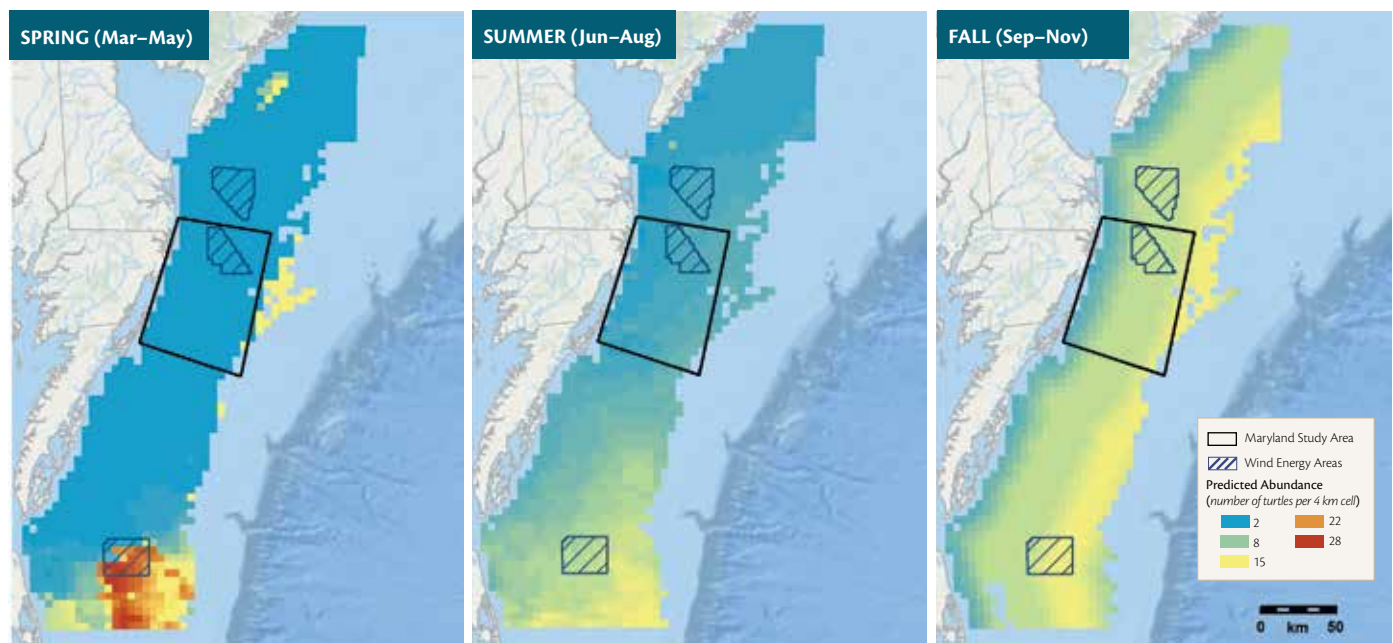 SPRING (Mar–May)
SUMMER (Jun–Aug)
FALL (Sep–Nov)
Maryland Study Area
Wind Energy Areas
Predicted Abundance
(number of turtles per 4 km cell)
2 22
8 28
15
0 km 50